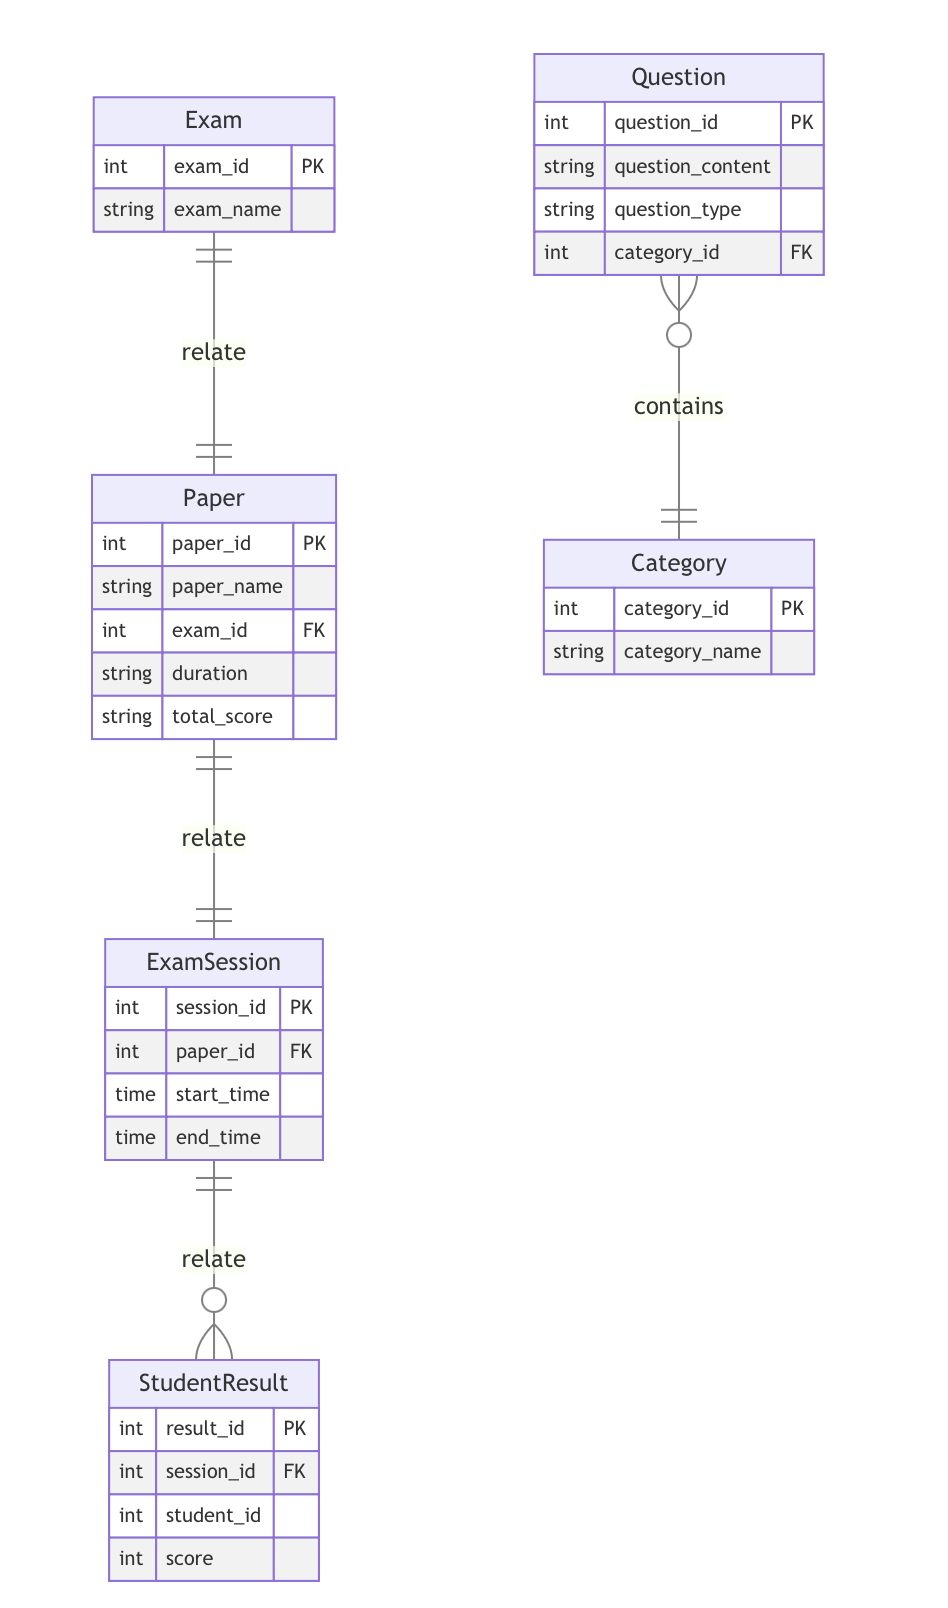 Exam
int exam_id PK
string exam_name
relate
Paper
int paper_id PK
string paper_name
int exam_id FK
string duration
string total_score
relate
ExamSession
int session_id PK
int paper_id FK
time start_time
time end_time
relate
StudentResult
int result_id PK
int session_id FK
int student_id
int score
Question
int question_id PK
string question_content
string question_type
int category_id FK
contains
Category
int category_id PK
string category_name